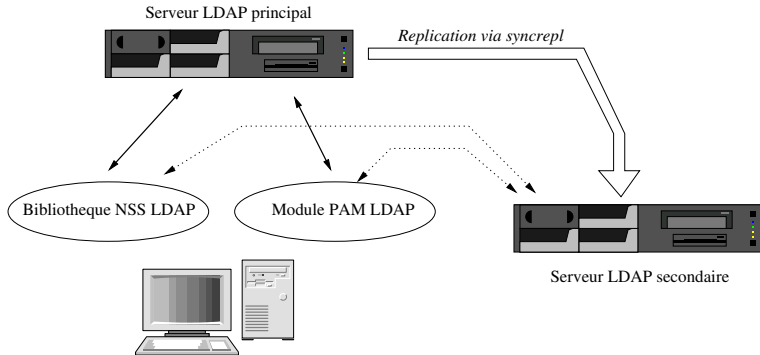 Serveur LDAP principal
Replication via syncrepl
Bibliotheque NSS LDAP
Module PAM LDAP
Serveur LDAP secondaire